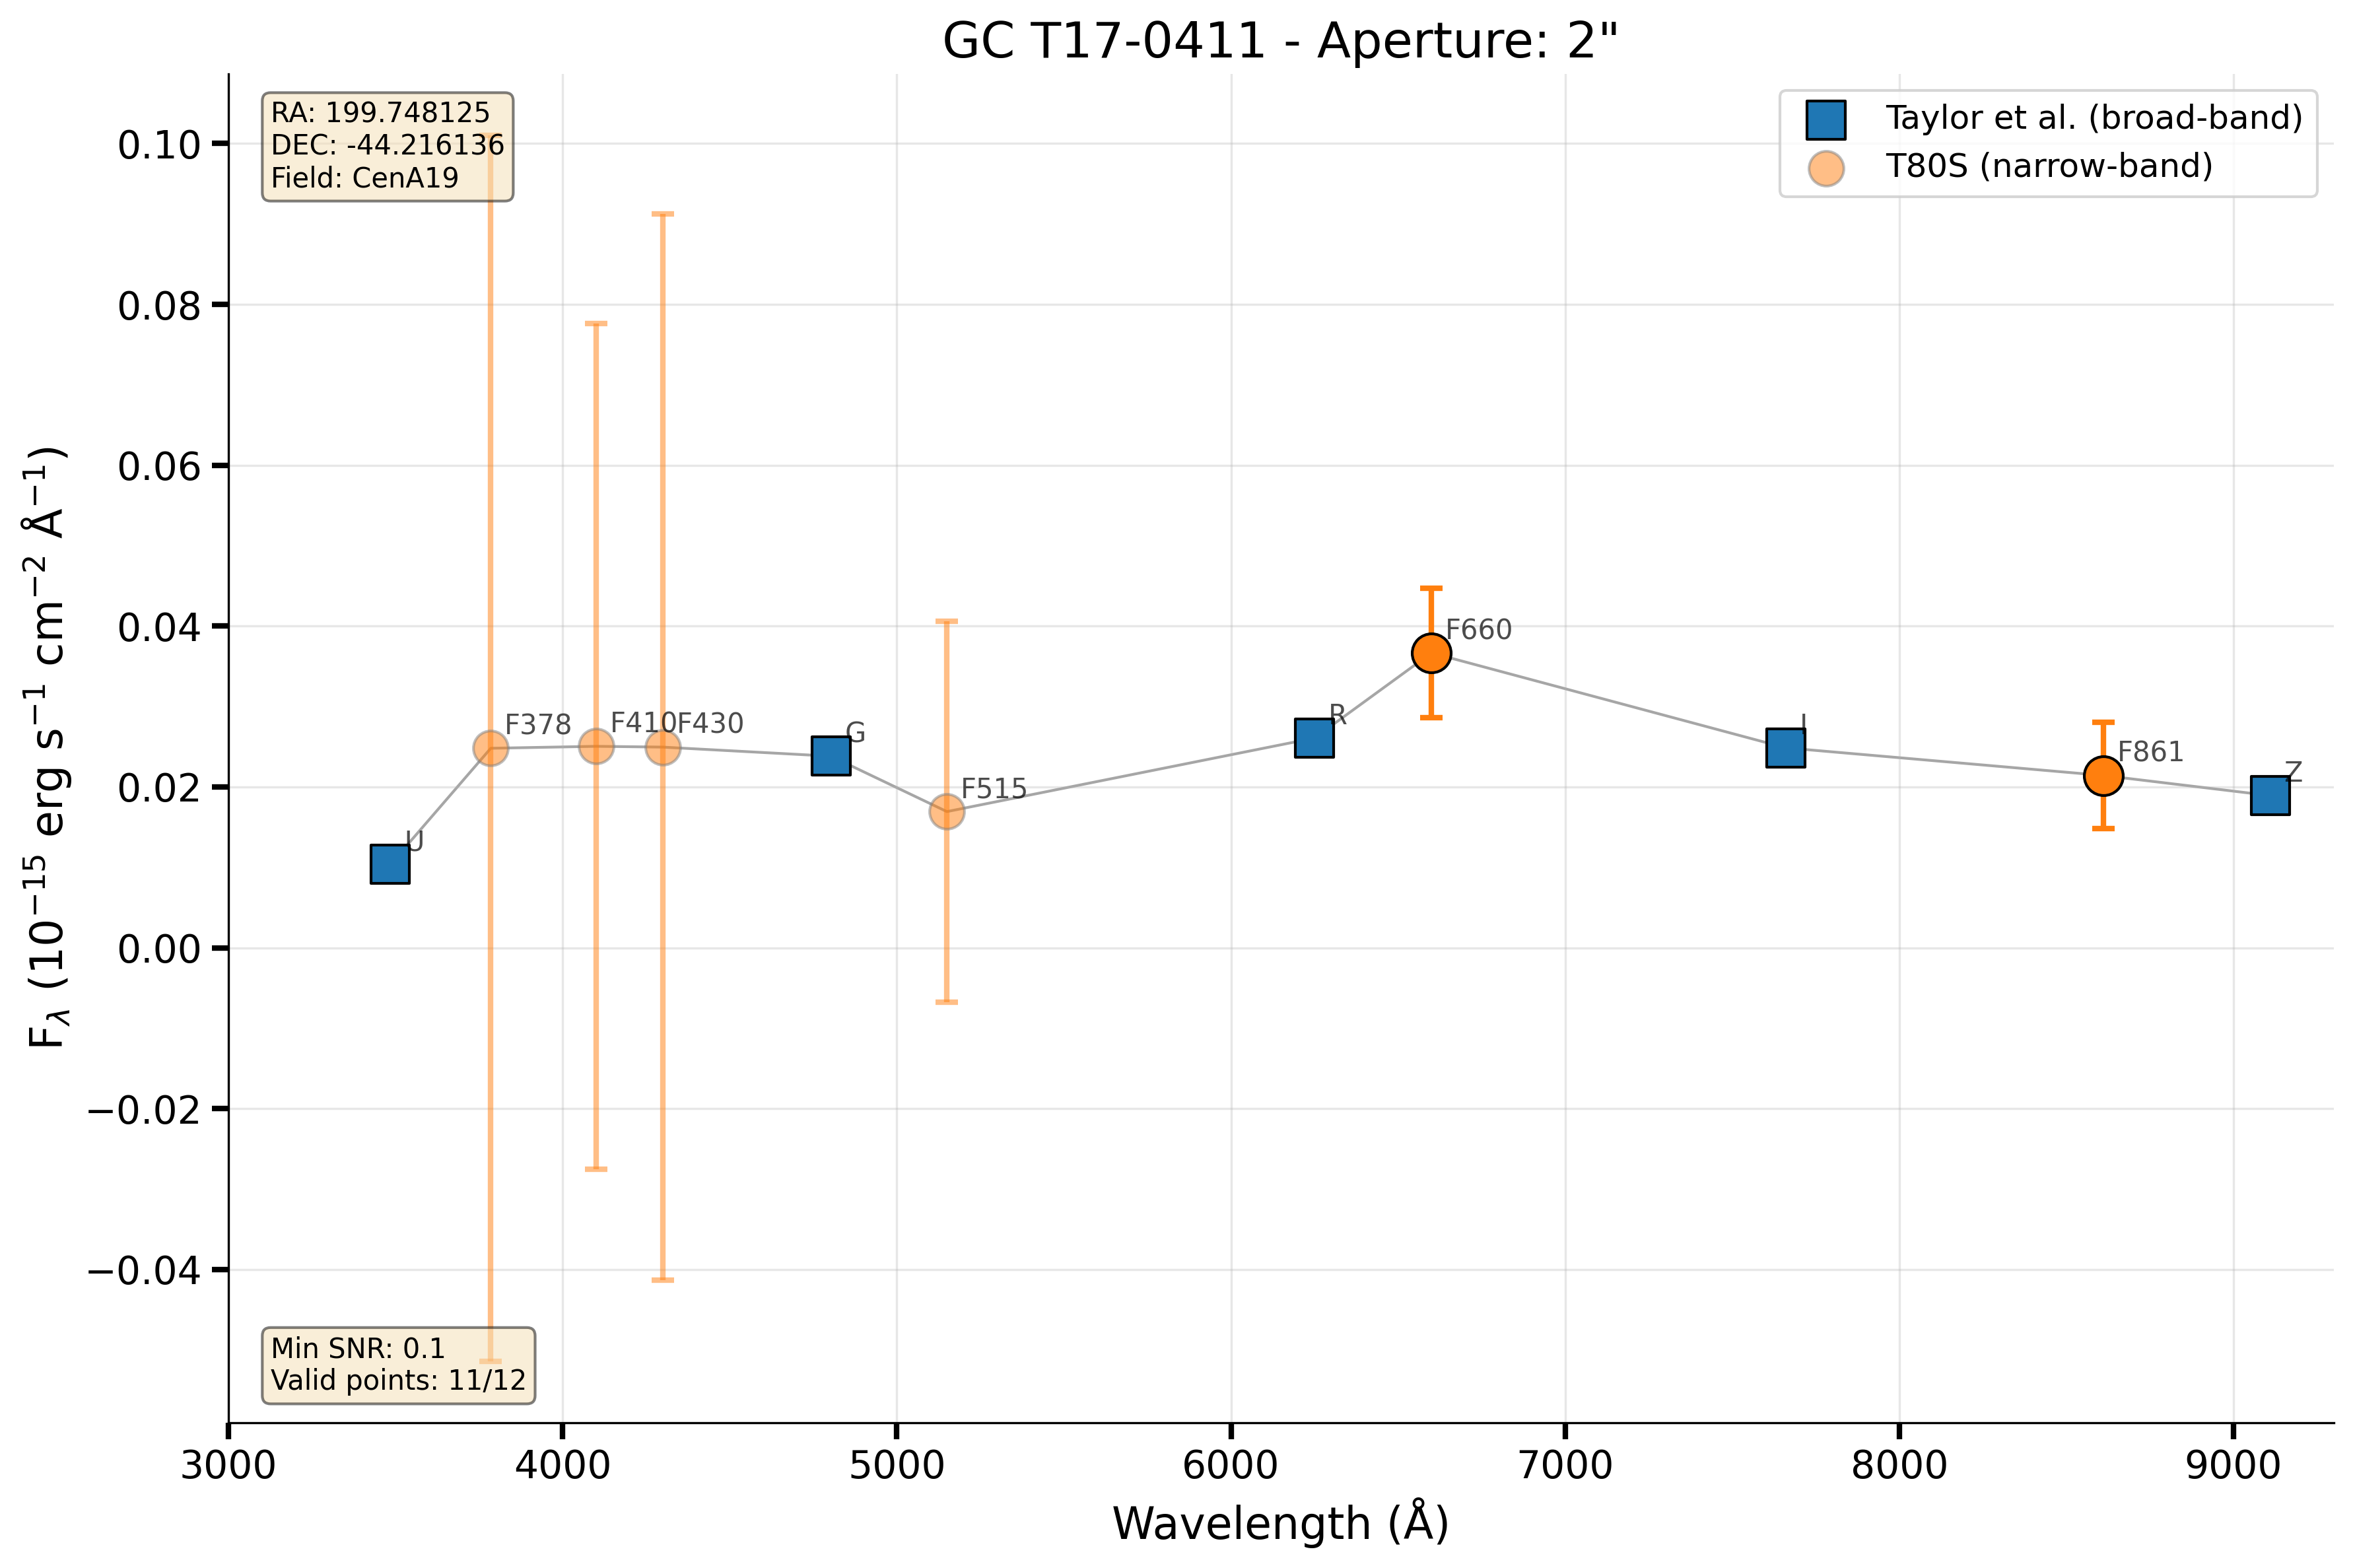 GC T17-0411 - Aperture: 2"
RA: 199.748125
DEC: -44.216136
Field: CenA19
Taylor et al. (broad-band)
T80S (narrow-band)
0.10
0.08
0.06
0.04
0.02
0.00
−0.02
−0.04
F_λ (10⁻¹⁵ erg s⁻¹ cm⁻² Å⁻¹)
U
F378
F410
F430
G
F515
R
F660
I
F861
Z
Min SNR: 0.1
Valid points: 11/12
3000 4000 5000 6000 7000 8000 9000
Wavelength (Å)